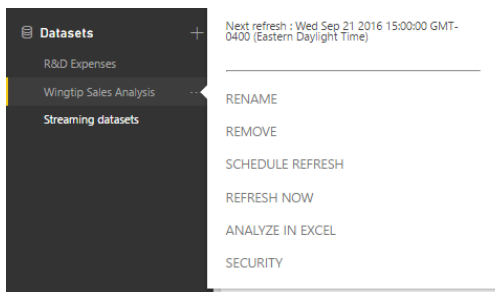 Datasets
R&D Expenses
Wingtip Sales Analysis
Streaming datasets
Next refresh : Wed Sep 21 2016 15:00:00 GMT-
0400 (Eastern Daylight Time)
RENAME
REMOVE
SCHEDULE REFRESH
REFRESH NOW
ANALYZE IN EXCEL
SECURITY